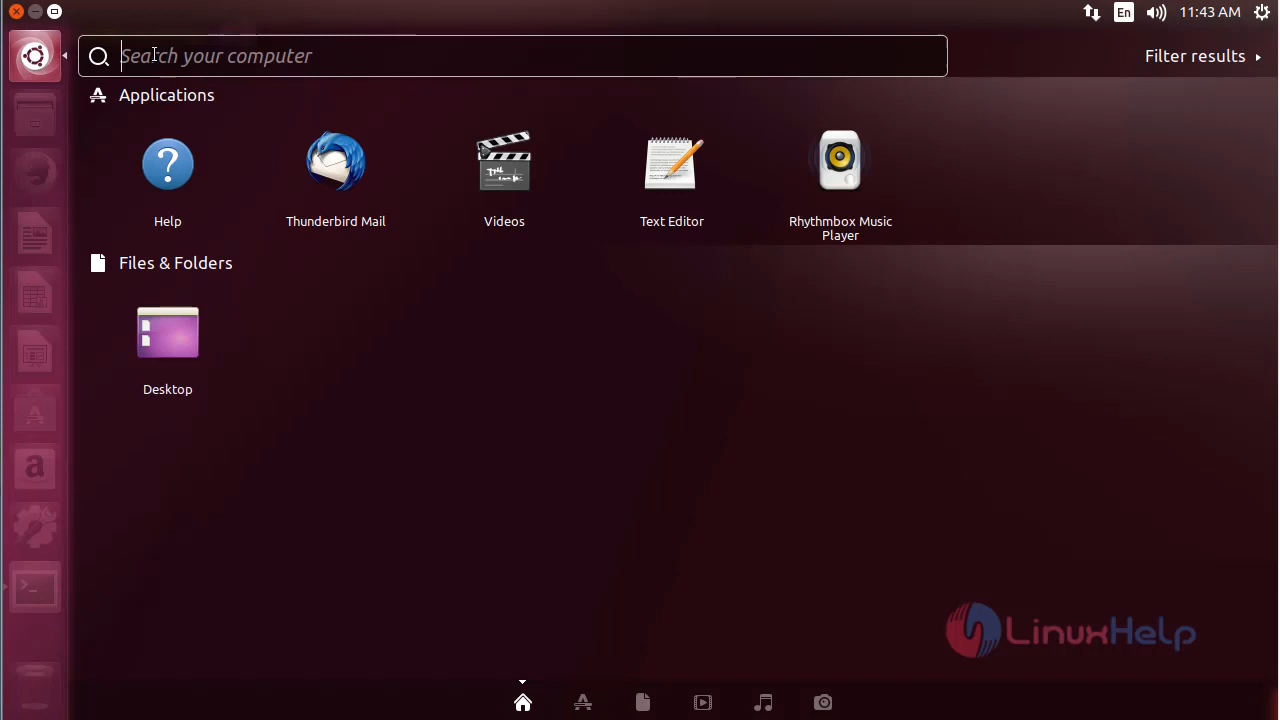 En
11:43 AM
Search your computer
Filter results
Applications
Help
Thunderbird Mail
Videos
Text Editor
Rhythmbox Music
Player
Files & Folders
Desktop
a
>_
LinuxHelp